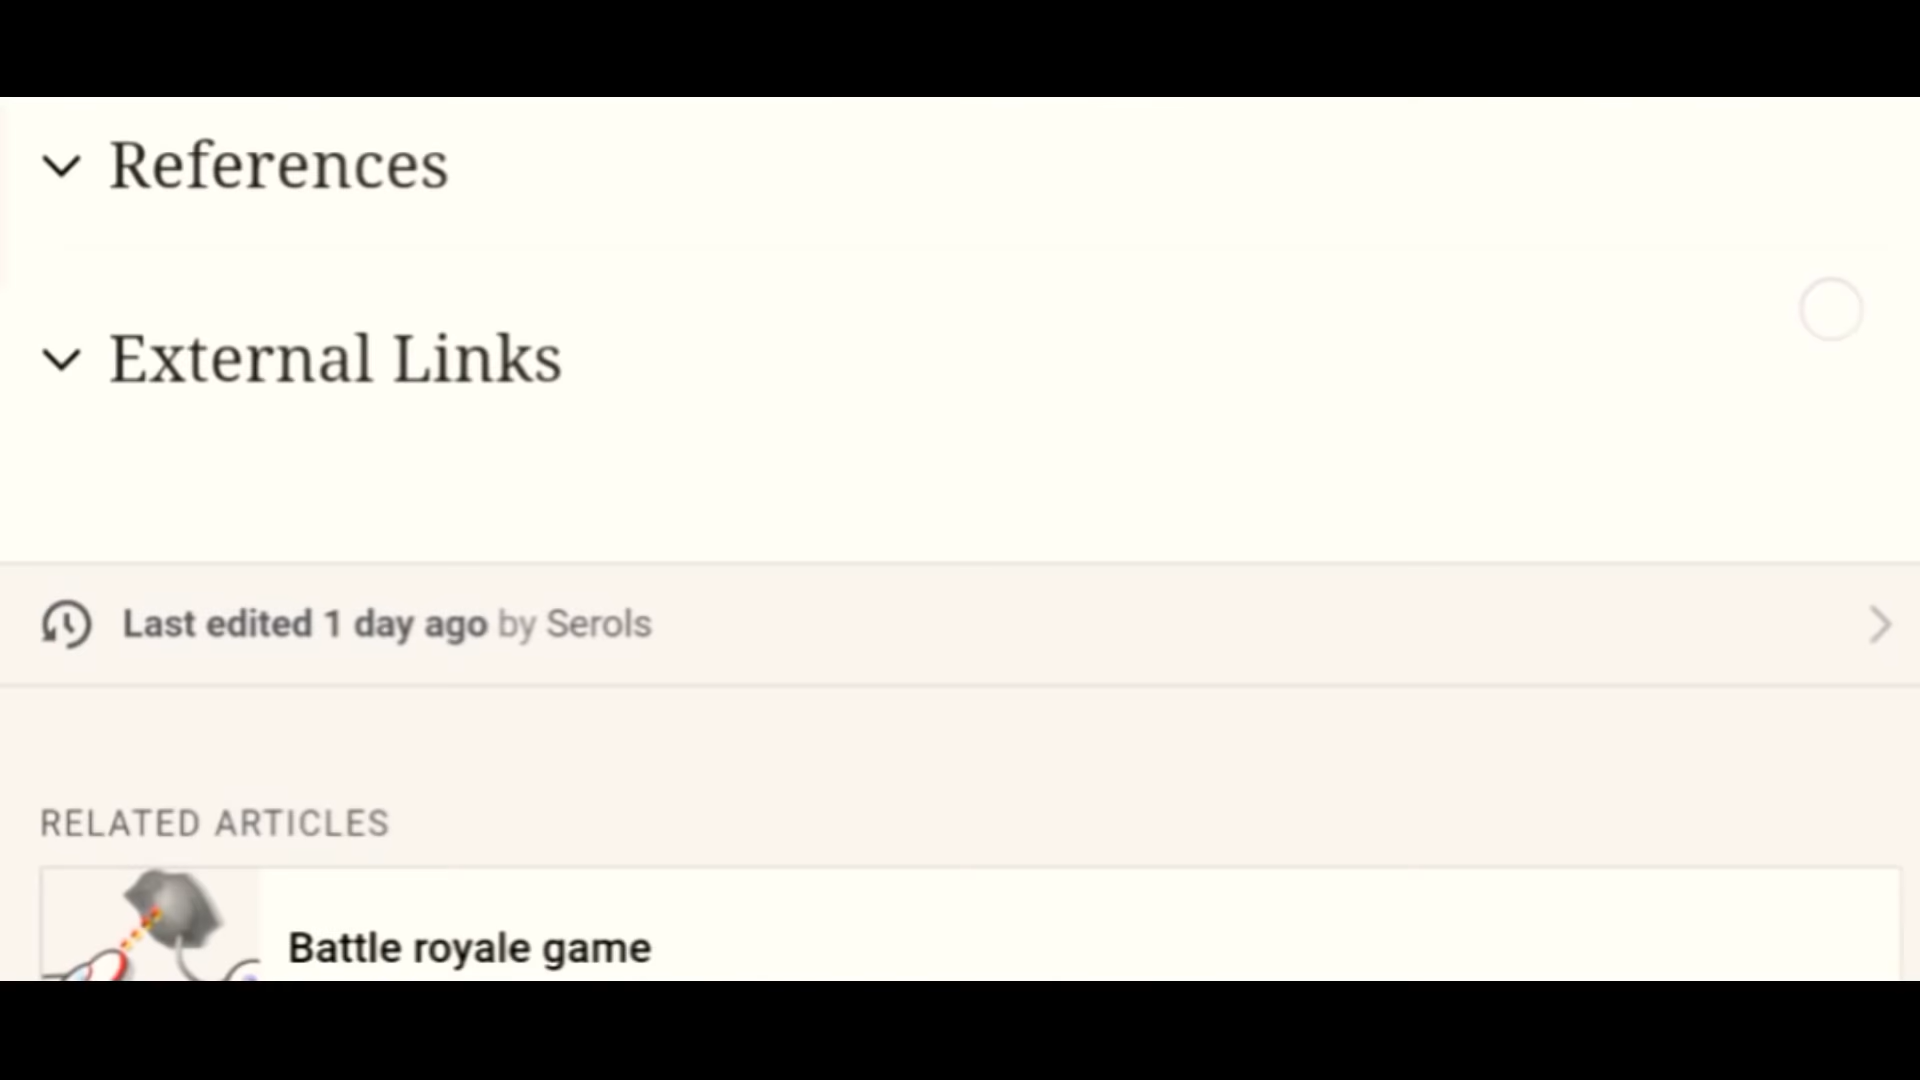 References
External Links
Last edited 1 day ago by Serols
RELATED ARTICLES
Battle royale game